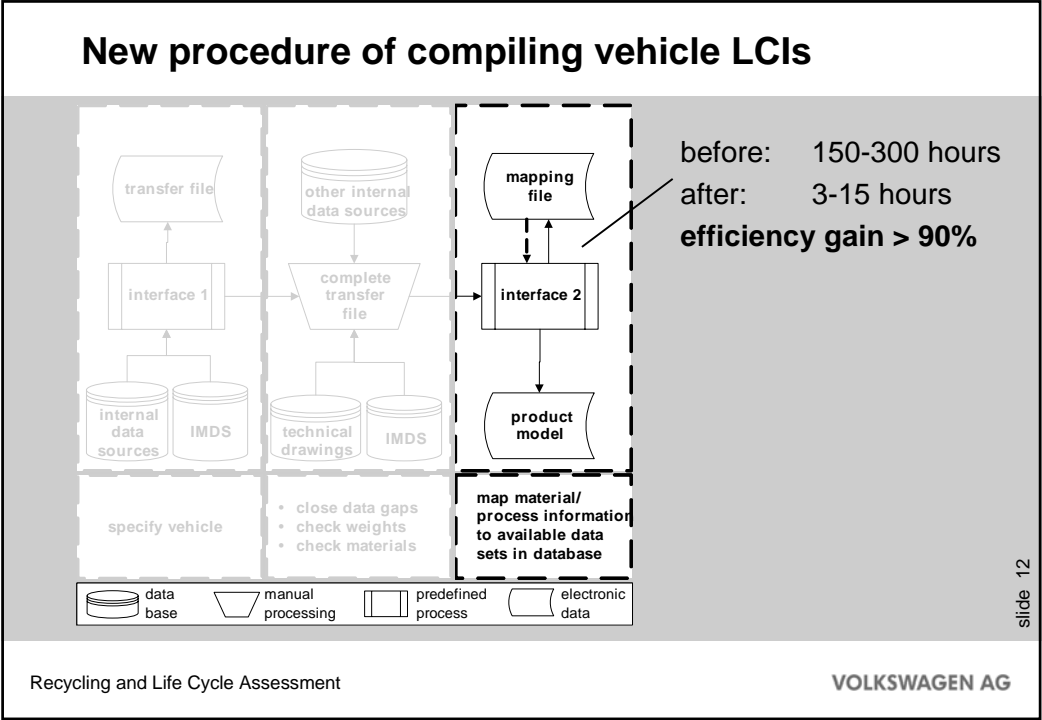 New procedure of compiling vehicle LCIs
transfer file
interface 1
internal
data
sources
IMDS
specify vehicle
other internal
data sources
complete
transfer
file
technical
drawings
IMDS
• close data gaps
• check weights
• check materials
mapping
file
interface 2
product
model
map material/
process information
to available data
sets in database
before: 150-300 hours
after: 3-15 hours
efficiency gain > 90%
data
base
manual
processing
predefined
process
electronic
data
slide 12
Recycling and Life Cycle Assessment
VOLKSWAGEN AG